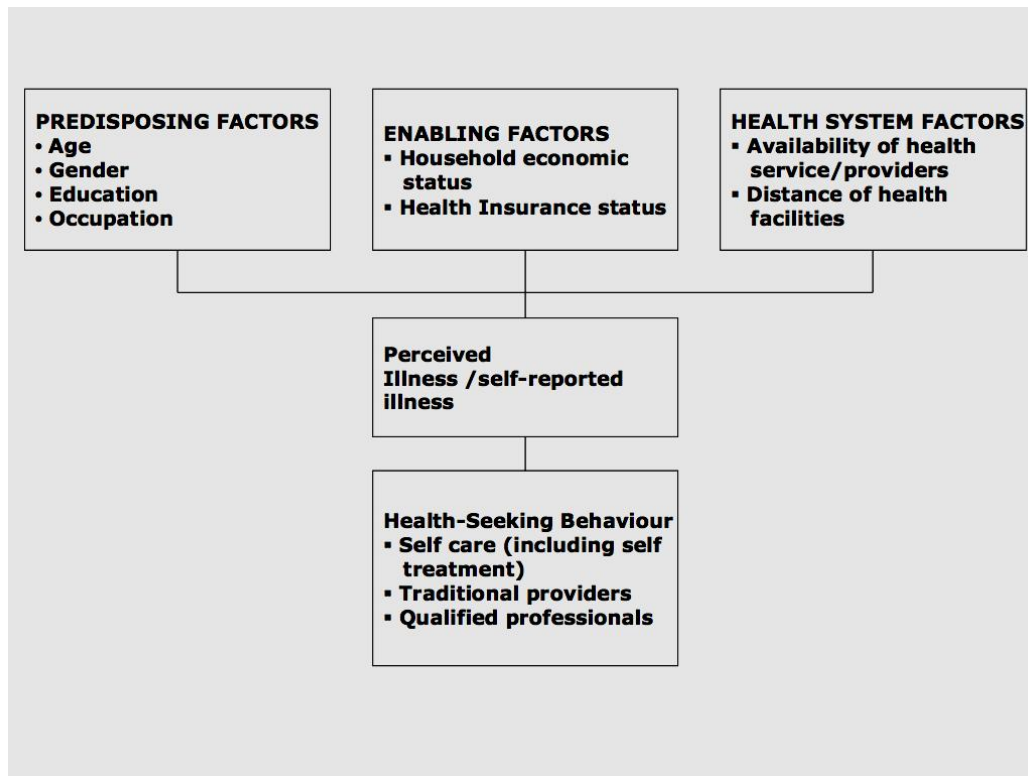 PREDISPOSING FACTORS
• Age
• Gender
• Education
• Occupation
ENABLING FACTORS
▪ Household economic
status
▪ Health Insurance status
HEALTH SYSTEM FACTORS
▪ Availability of health
service/providers
▪ Distance of health
facilities
Perceived
Illness /self-reported
illness
Health-Seeking Behaviour
▪ Self care (including self
treatment)
▪ Traditional providers
▪ Qualified professionals